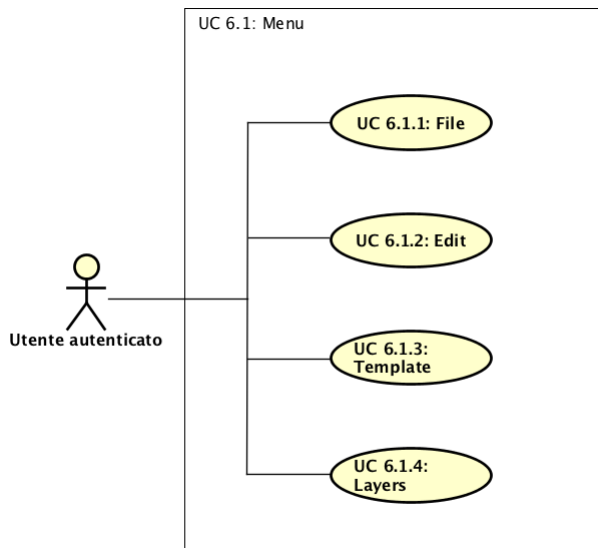 UC 6.1: Menu
UC 6.1.1: File
UC 6.1.2: Edit
Utente autenticato
UC 6.1.3:
Template
UC 6.1.4:
Layers